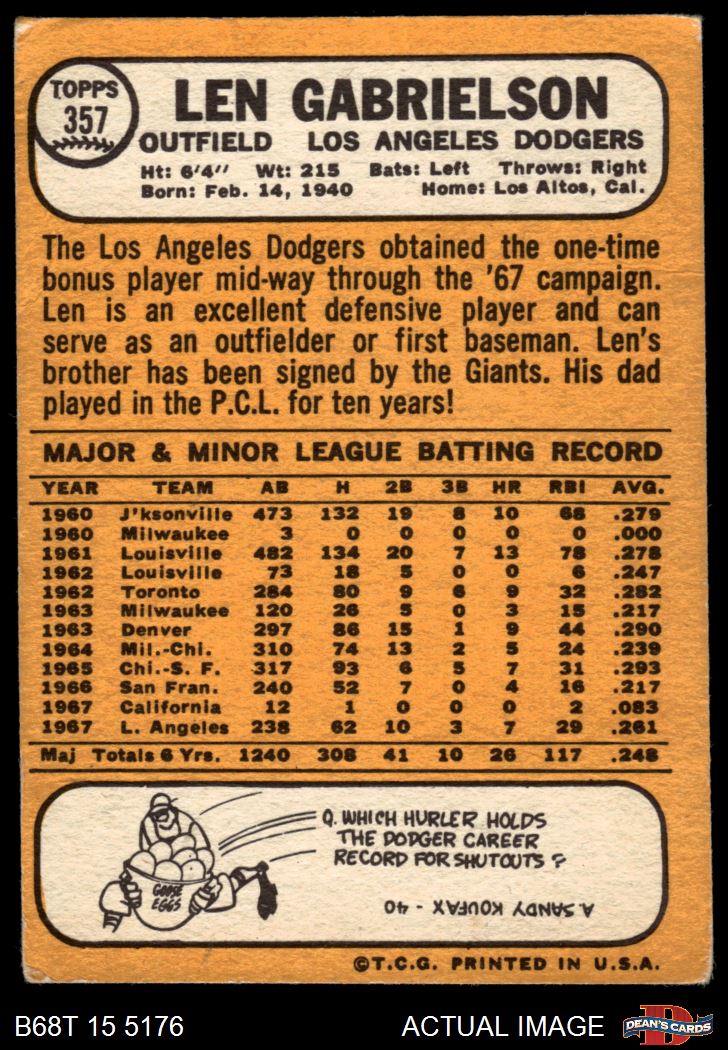 TOPPS
357
LEN GABRIELSON
OUTFIELD LOS ANGELES DODGERS
Ht: 6'4" Wt: 215 Bats: Left Throws: Right
Born: Feb. 14, 1940 Home: Los Altos, Cal.
The Los Angeles Dodgers obtained the one-time
bonus player mid-way through the '67 campaign.
Len is an excellent defensive player and can
serve as an outfielder or first baseman. Len's
brother has been signed by the Giants. His dad
played in the P.C.L. for ten years!
MAJOR & MINOR LEAGUE BATTING RECORD
YEAR TEAM AB H 2B 3B HR RBI AVG.
1960 J'ksonville 473 132 19 8 10 68 .279
1960 Milwaukee 3 0 0 0 0 0 .000
1961 Louisville 482 134 20 7 13 78 .278
1962 Louisville 73 18 5 0 0 6 .247
1962 Toronto 284 80 9 6 9 32 .282
1963 Milwaukee 120 26 5 0 3 15 .217
1963 Denver 297 86 15 1 9 44 .290
1964 Mil.-Chi. 310 74 13 2 5 24 .239
1965 Chi.-S. F. 317 93 6 5 7 31 .293
1966 San Fran. 240 52 7 0 4 16 .217
1967 California 12 1 0 0 0 2 .083
1967 L. Angeles 238 62 10 3 7 29 .261
Maj Totals 6 Yrs. 1240 308 41 10 26 117 .248
GOOSE
EGGS
Q. WHICH HURLER HOLDS
THE DODGER CAREER
RECORD FOR SHUTOUTS?
A. SANDY KOUFAX - 40
©T.C.G. PRINTED IN U.S.A.
B68T 15 5176 ACTUAL IMAGE
D
DEAN'S CARDS